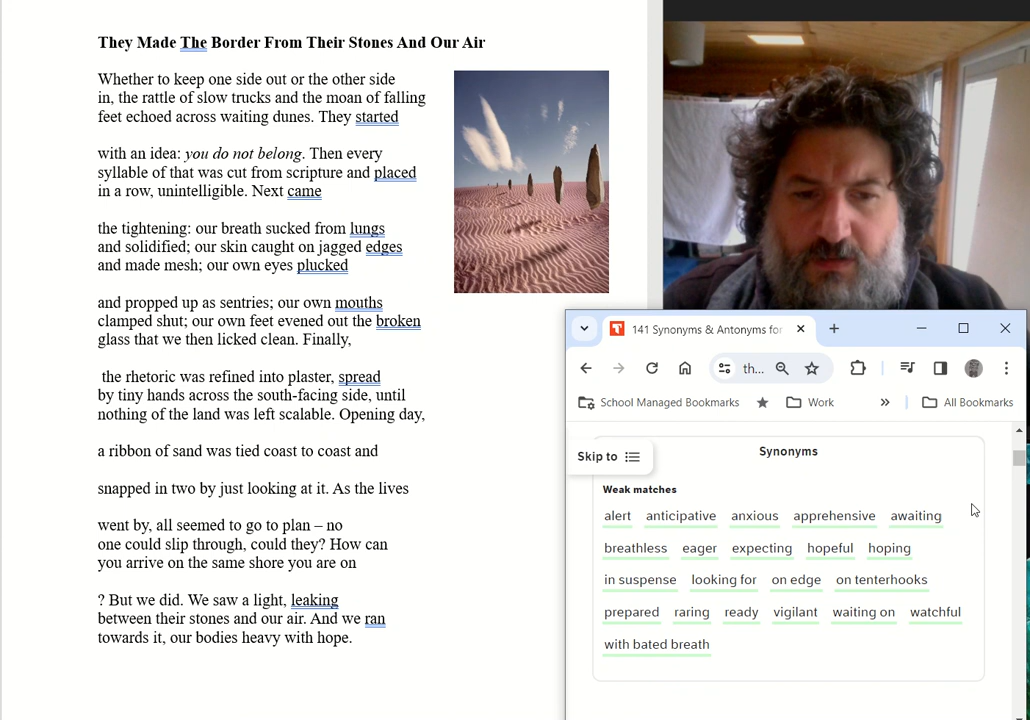 They Made The Border From Their Stones And Our Air
Whether to keep one side out or the other side
in, the rattle of slow trucks and the moan of falling
feet echoed across waiting dunes. They started
with an idea: you do not belong. Then every
syllable of that was cut from scripture and placed
in a row, unintelligible. Next came
the tightening: our breath sucked from lungs
and solidified; our skin caught on jagged edges
and made mesh; our own eyes plucked
and propped up as sentries; our own mouths
clamped shut; our own feet evened out the broken
glass that we then licked clean. Finally,
the rhetoric was refined into plaster, spread
by tiny hands across the south-facing side, until
nothing of the land was left scalable. Opening day,
a ribbon of sand was tied coast to coast and
snapped in two by just looking at it. As the lives
went by, all seemed to go to plan – no
one could slip through, could they? How can
you arrive on the same shore you are on
? But we did. We saw a light, leaking
between their stones and our air. And we ran
towards it, our bodies heavy with hope.
141 Synonyms & Antonyms for
th...
School Managed Bookmarks Work » All Bookmarks
Skip to
Synonyms
Weak matches
alert anticipative anxious apprehensive awaiting
breathless eager expecting hopeful hoping
in suspense looking for on edge on tenterhooks
prepared raring ready vigilant waiting on watchful
with bated breath